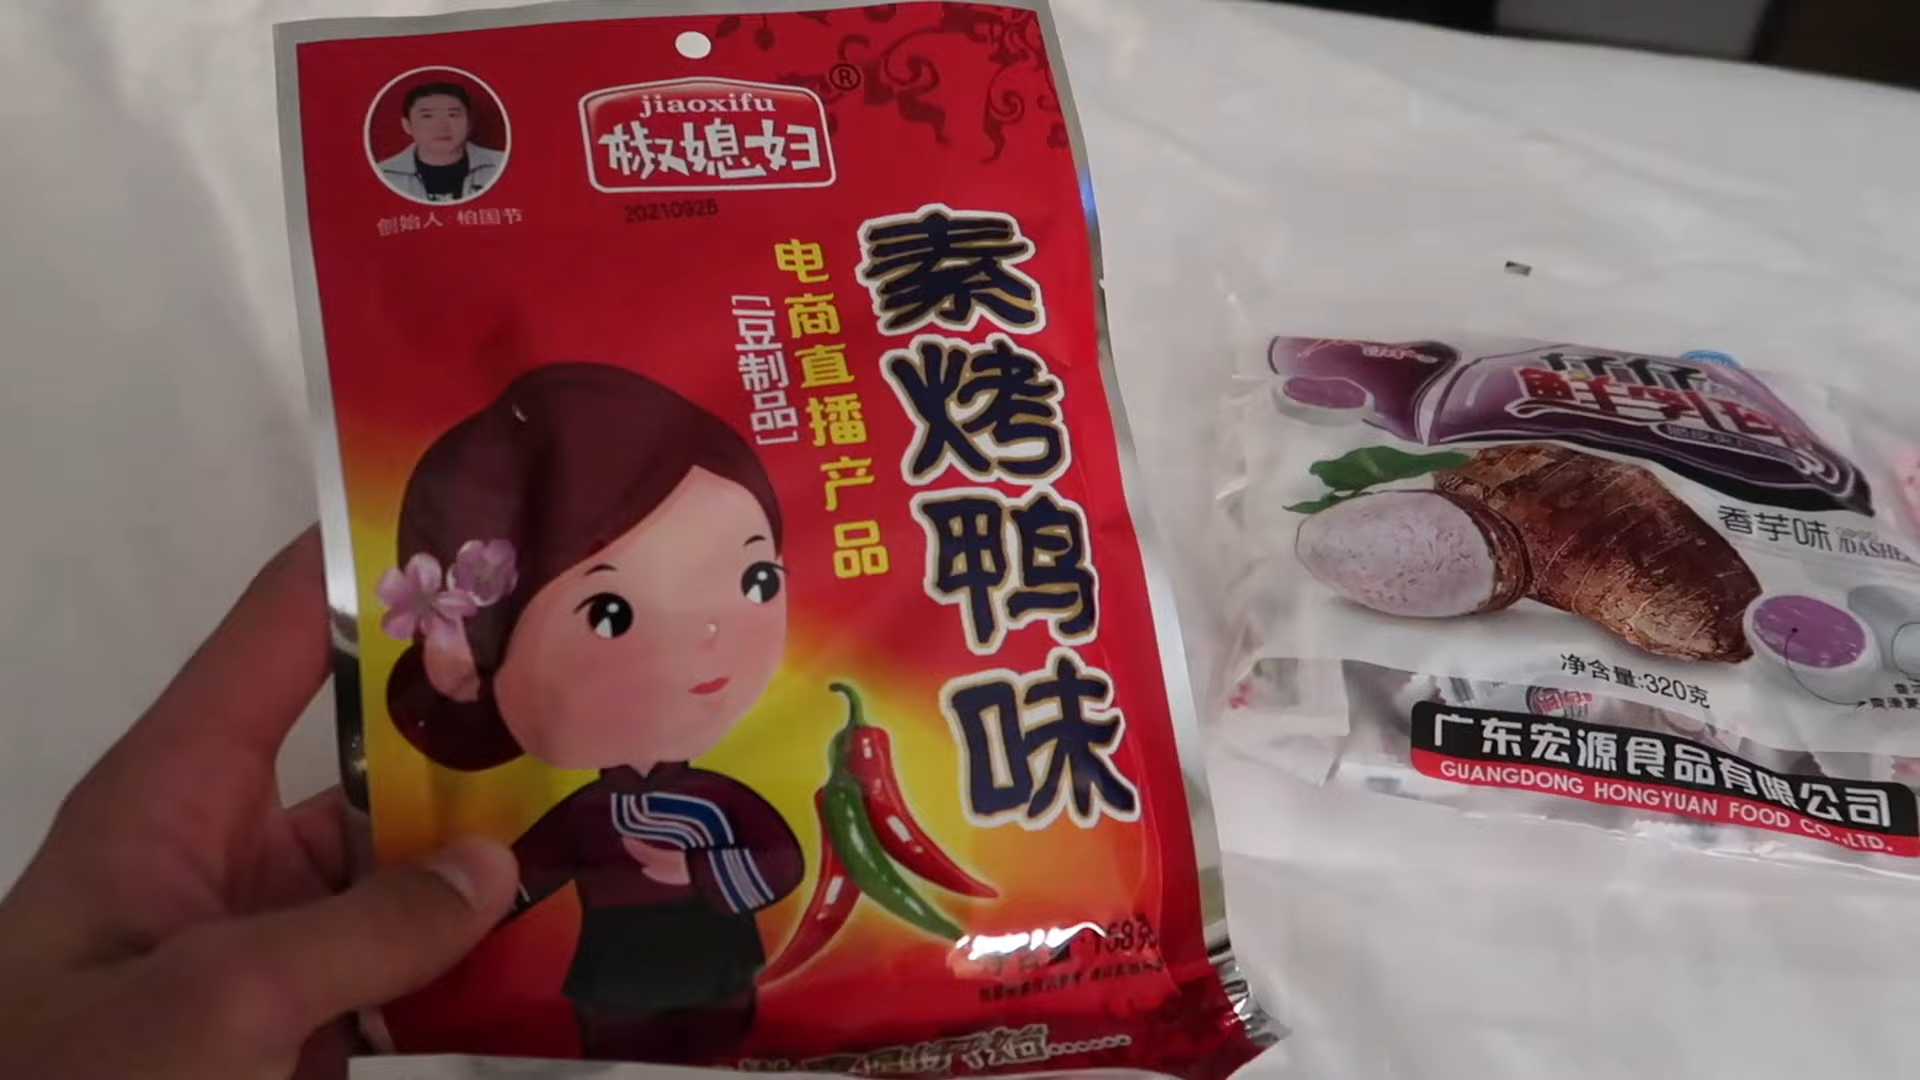 jiaoxifu
椒媳妇
®
创始人：柏国节
20210925
素烤鸭味
电商直播产品
[豆制品]
香芋味
净含量:320克
广东宏源食品有限公司
GUANGDONG HONGYUAN FOOD CO.,LTD.